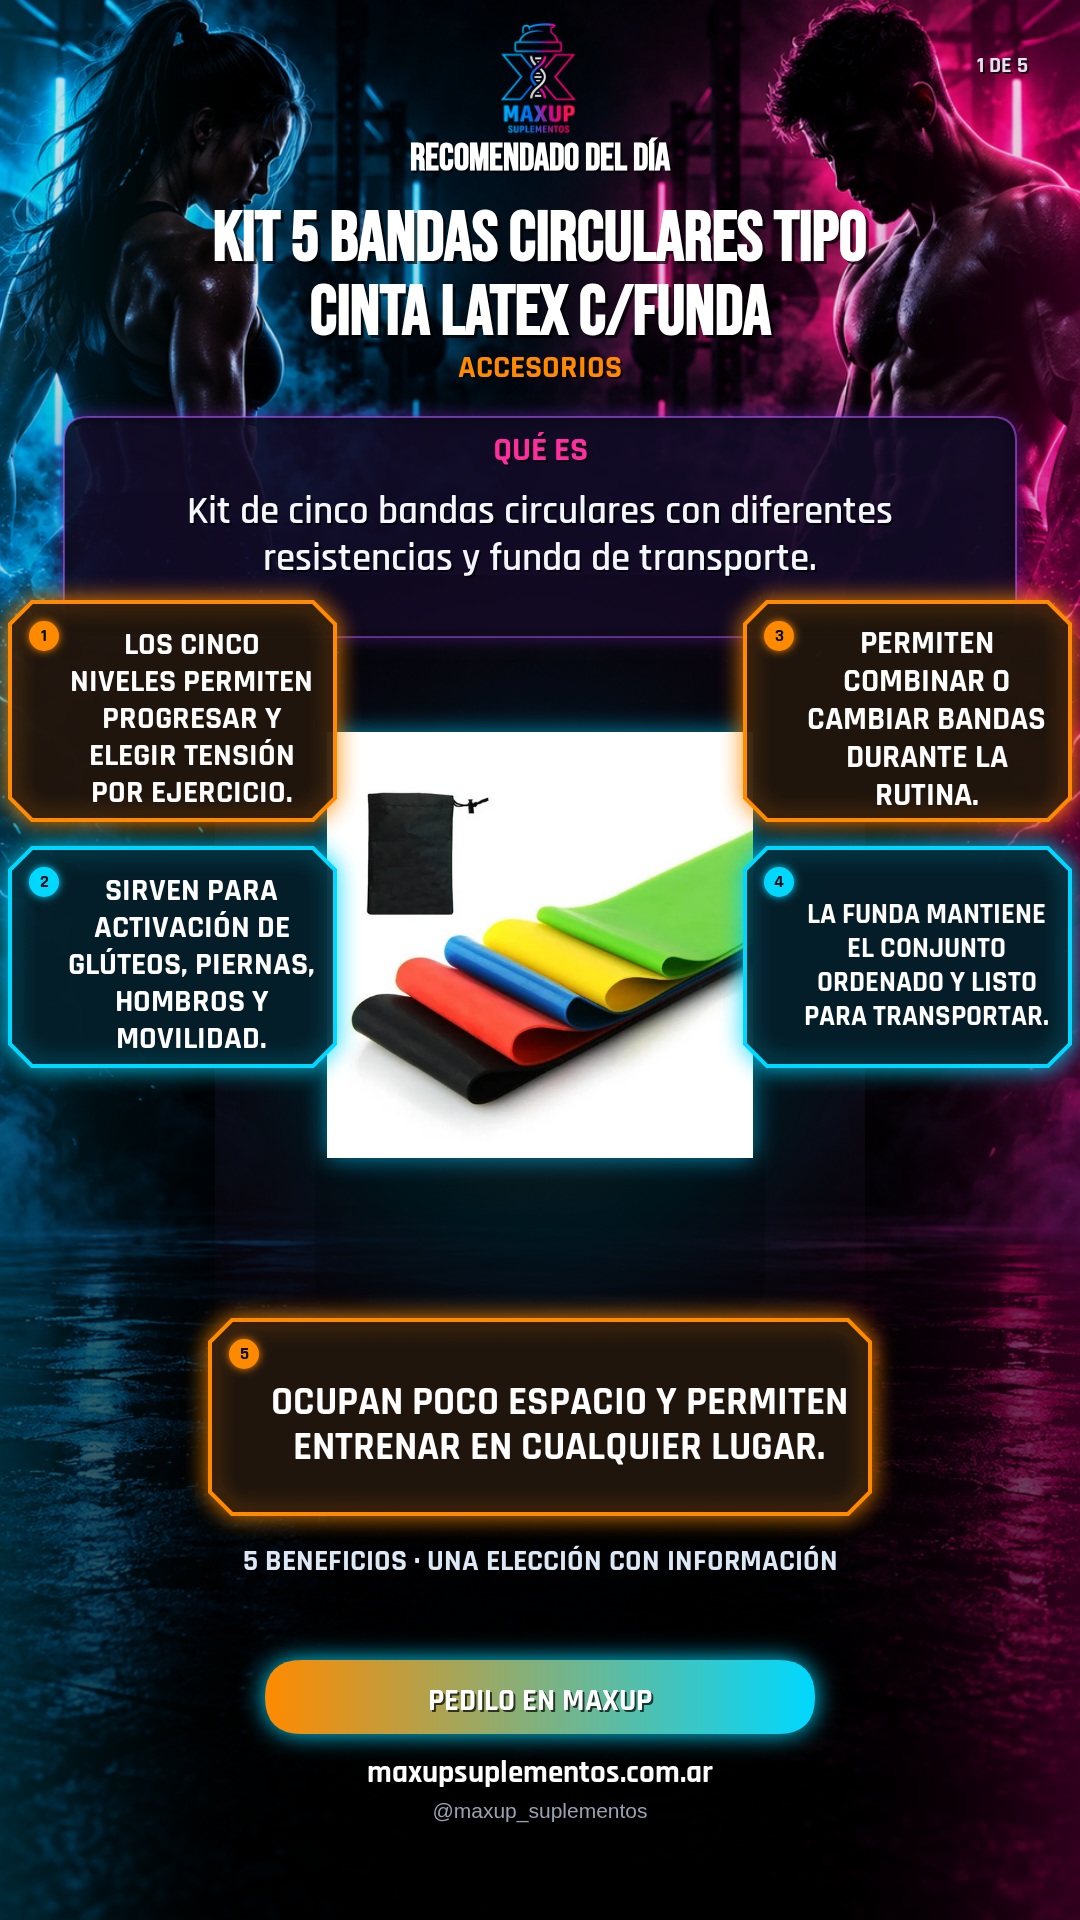 1 DE 5
MAXUP
SUPLEMENTOS
RECOMENDADO DEL DÍA
KIT 5 BANDAS CIRCULARES TIPO
CINTA LATEX C/FUNDA
ACCESORIOS
QUÉ ES
Kit de cinco bandas circulares con diferentes
resistencias y funda de transporte.
1
LOS CINCO
NIVELES PERMITEN
PROGRESAR Y
ELEGIR TENSIÓN
POR EJERCICIO.
2
SIRVEN PARA
ACTIVACIÓN DE
GLÚTEOS, PIERNAS,
HOMBROS Y
MOVILIDAD.
3
PERMITEN
COMBINAR O
CAMBIAR BANDAS
DURANTE LA
RUTINA.
4
LA FUNDA MANTIENE
EL CONJUNTO
ORDENADO Y LISTO
PARA TRANSPORTAR.
5
OCUPAN POCO ESPACIO Y PERMITEN
ENTRENAR EN CUALQUIER LUGAR.
5 BENEFICIOS · UNA ELECCIÓN CON INFORMACIÓN
PEDILO EN MAXUP
maxupsuplementos.com.ar
@maxup_suplementos